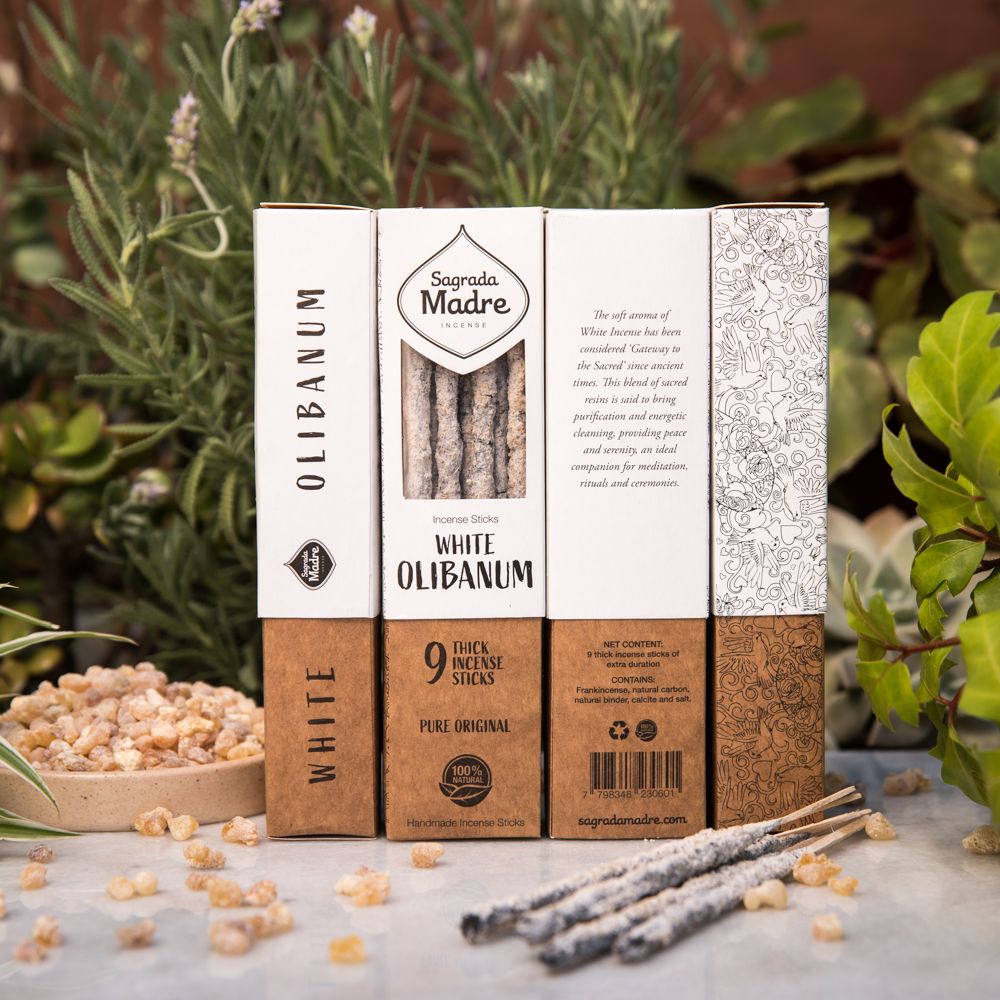 OLIBANUM
Sagrada
Madre
INCENSE
WHITE
Sagrada
Madre
INCENSE
Incense Sticks
WHITE
OLIBANUM
9 THICK
INCENSE
STICKS
PURE ORIGINAL
100%
NATURAL
Handmade Incense Sticks
The soft aroma of
White Incense has been
considered 'Gateway to
the Sacred' since ancient
times. This blend of sacred
resins is said to bring
purification and energetic
cleansing, providing peace
and serenity, an ideal
companion for meditation,
rituals and ceremonies.
NET CONTENT:
9 thick incense sticks of
extra duration
CONTAINS:
Frankincense, natural carbon,
natural binder, calcite and salt.
7 798348 230601
sagradamadre.com